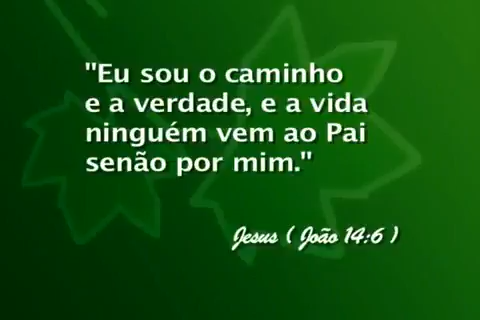 "Eu sou o caminho
e a verdade, e a vida
ninguém vem ao Pai
senão por mim."
Jesus ( João 14:6 )